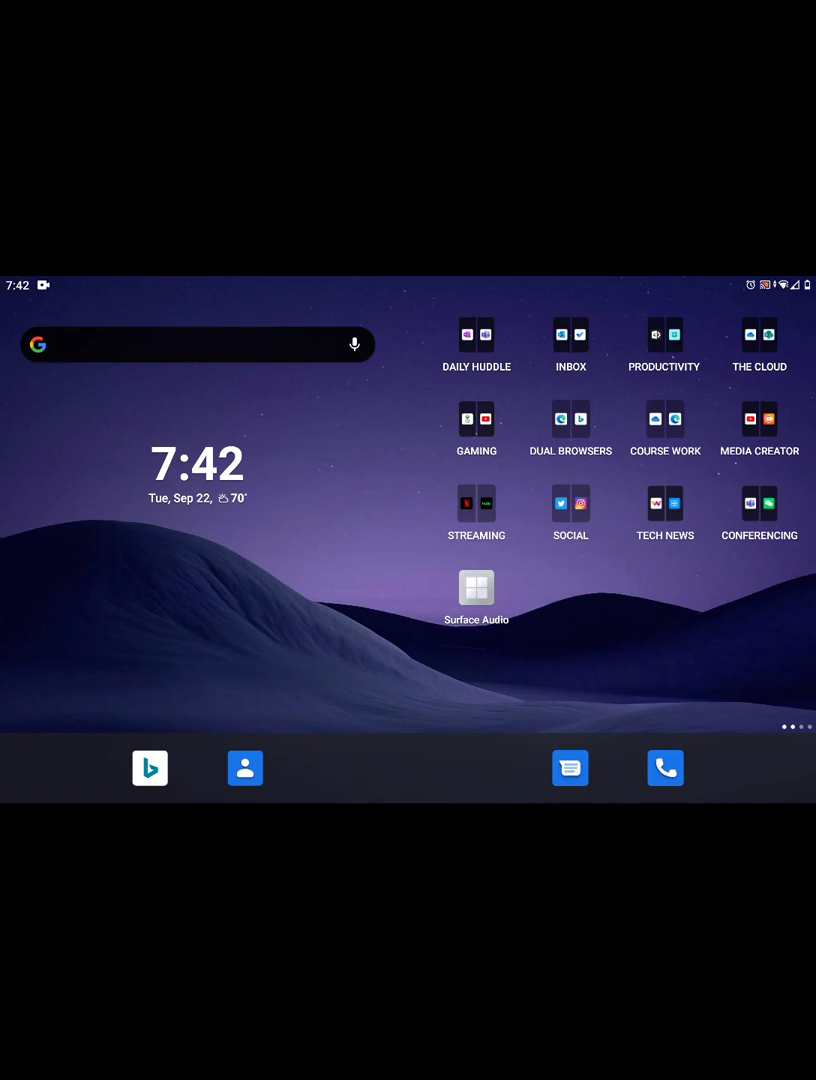 7:42
7:42
Tue, Sep 22, 70°
DAILY HUDDLE
INBOX
PRODUCTIVITY
THE CLOUD
GAMING
DUAL BROWSERS
COURSE WORK
MEDIA CREATOR
STREAMING
SOCIAL
TECH NEWS
CONFERENCING
Surface Audio